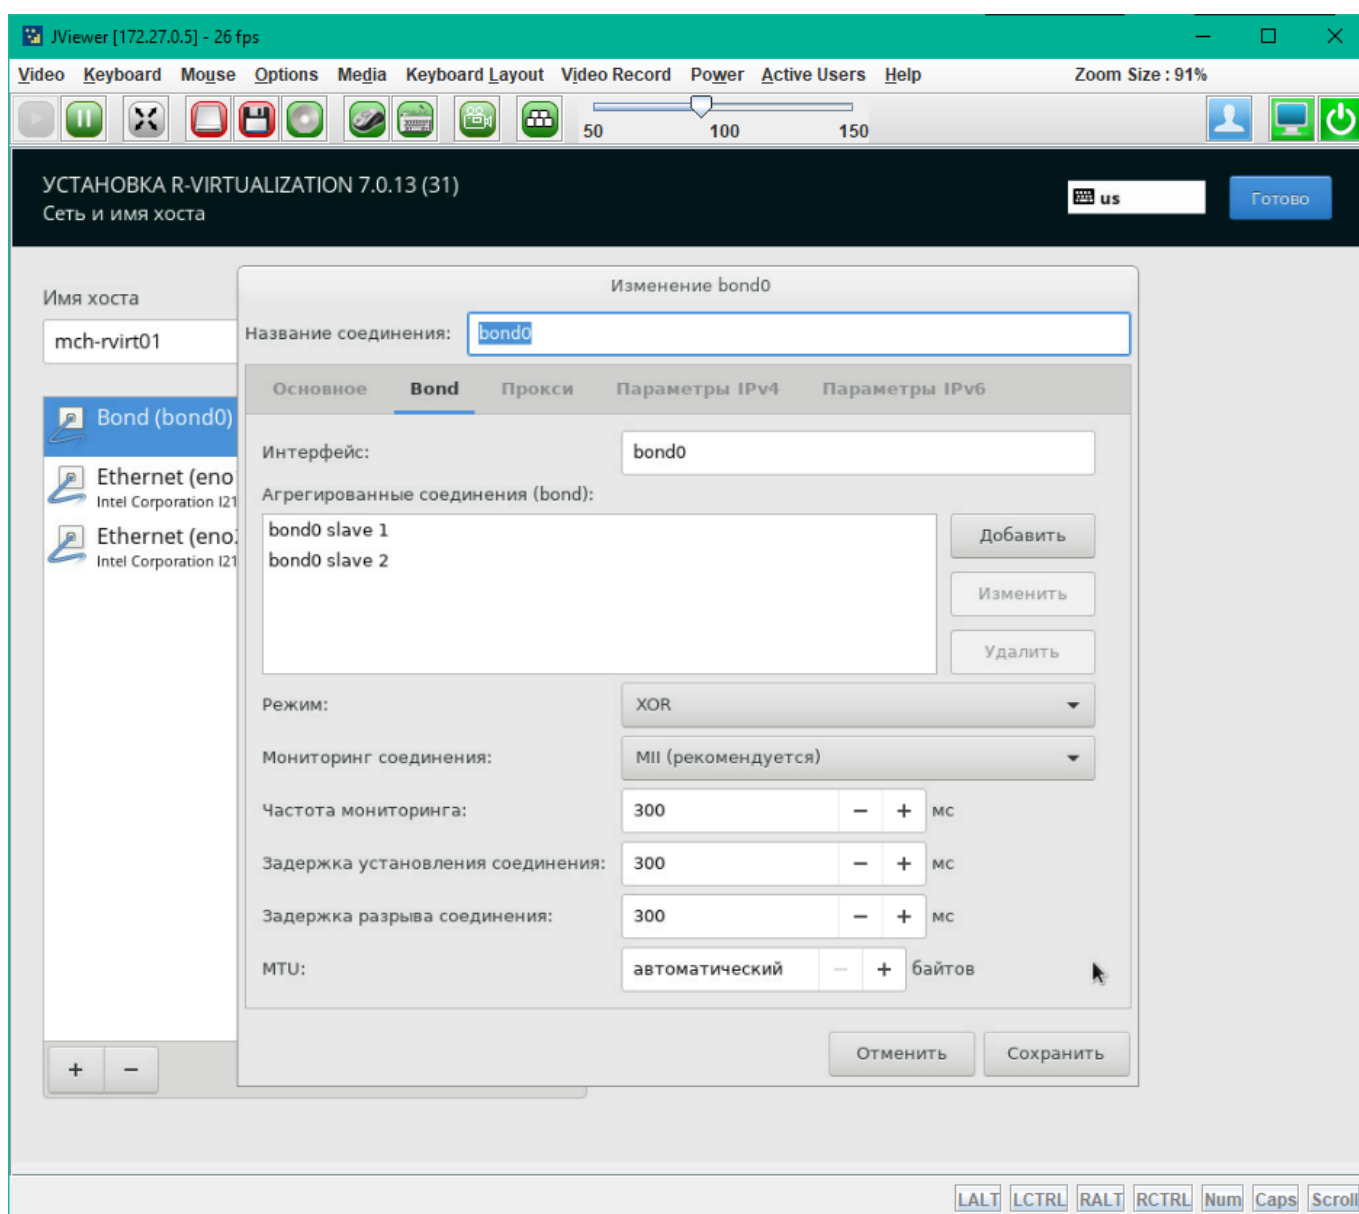 JViewer [172.27.0.5] - 26 fps
Video Keyboard Mouse Options Media Keyboard Layout Video Record Power Active Users Help Zoom Size : 91%
50 100 150
УСТАНОВКА R-VIRTUALIZATION 7.0.13 (31)
Сеть и имя хоста
us
Готово
Имя хоста
mch-rvirt01
Bond (bond0)
Ethernet (eno
Intel Corporation I21
Ethernet (eno
Intel Corporation I21
Изменение bond0
Название соединения: bond0
Основное Bond Прокси Параметры IPv4 Параметры IPv6
Интерфейс: bond0
Агрегированные соединения (bond):
bond0 slave 1
bond0 slave 2
Добавить
Изменить
Удалить
Режим: XOR
Мониторинг соединения: MII (рекомендуется)
Частота мониторинга: 300 − + мс
Задержка установления соединения: 300 − + мс
Задержка разрыва соединения: 300 − + мс
MTU: автоматический − + байтов
Отменить Сохранить
+ −
LALT LCTRL RALT RCTRL Num Caps Scroll